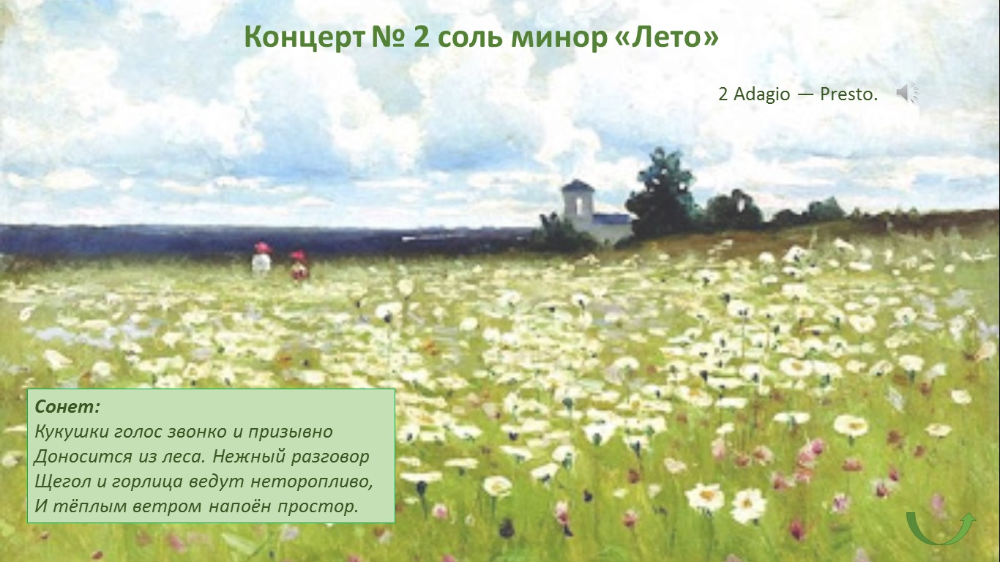 Концерт № 2 соль минор «Лето»
2 Adagio — Presto.
Сонет:
Кукушки голос звонко и призывно
Доносится из леса. Нежный разговор
Щегол и горлица ведут неторопливо,
И тёплым ветром напоён простор.